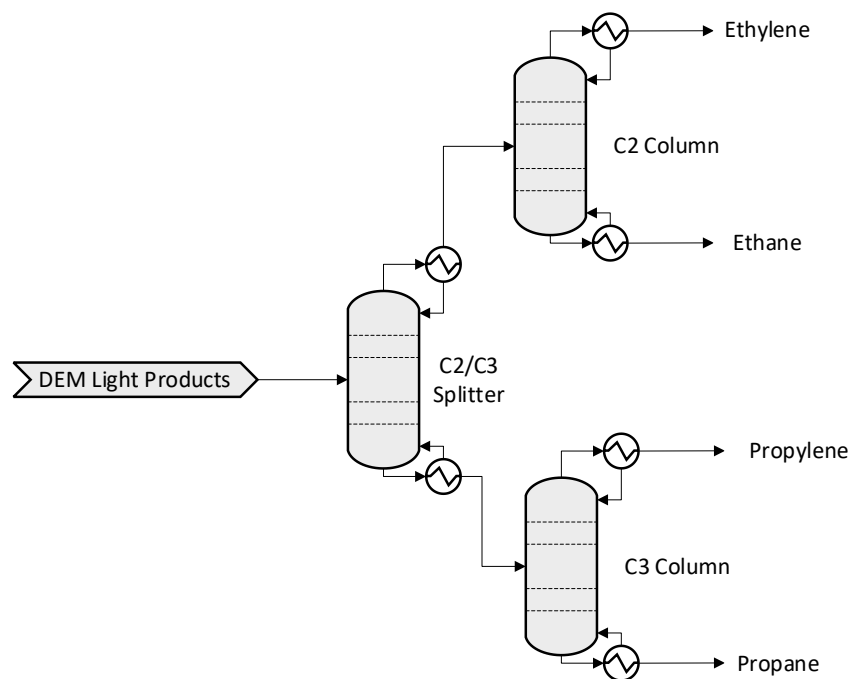 Ethylene
C2 Column
Ethane
DEM Light Products
C2/C3
Splitter
Propylene
C3 Column
Propane